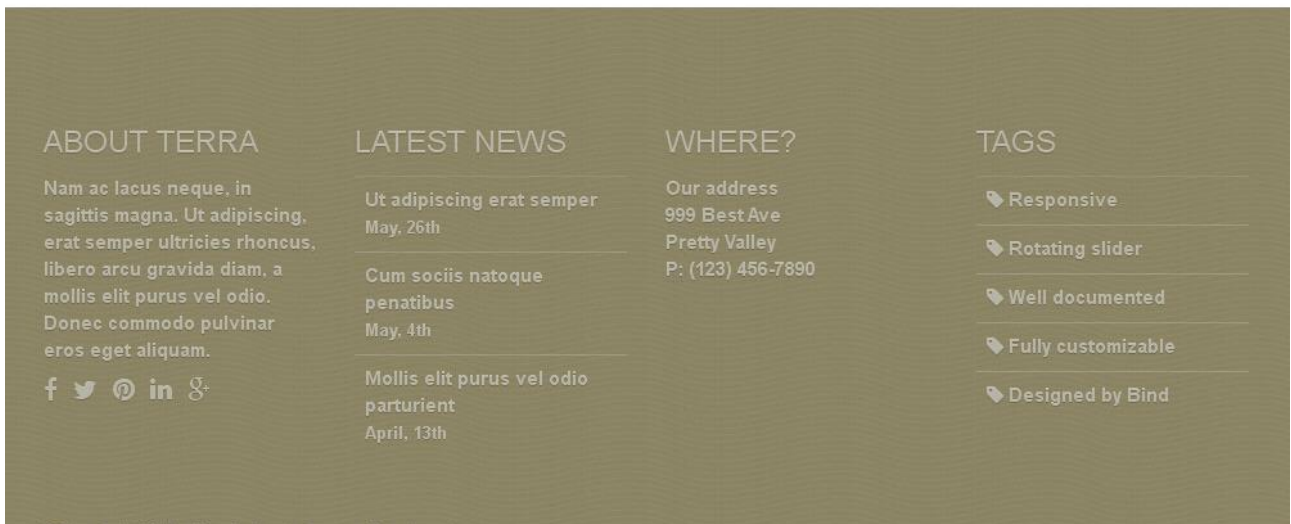 ABOUT TERRA
Nam ac lacus neque, in
sagittis magna. Ut adipiscing,
erat semper ultricies rhoncus,
libero arcu gravida diam, a
mollis elit purus vel odio.
Donec commodo pulvinar
eros eget aliquam.
LATEST NEWS
Ut adipiscing erat semper
May, 26th
Cum sociis natoque
penatibus
May, 4th
Mollis elit purus vel odio
parturient
April, 13th
WHERE?
Our address
999 Best Ave
Pretty Valley
P: (123) 456-7890
TAGS
Responsive
Rotating slider
Well documented
Fully customizable
Designed by Bind